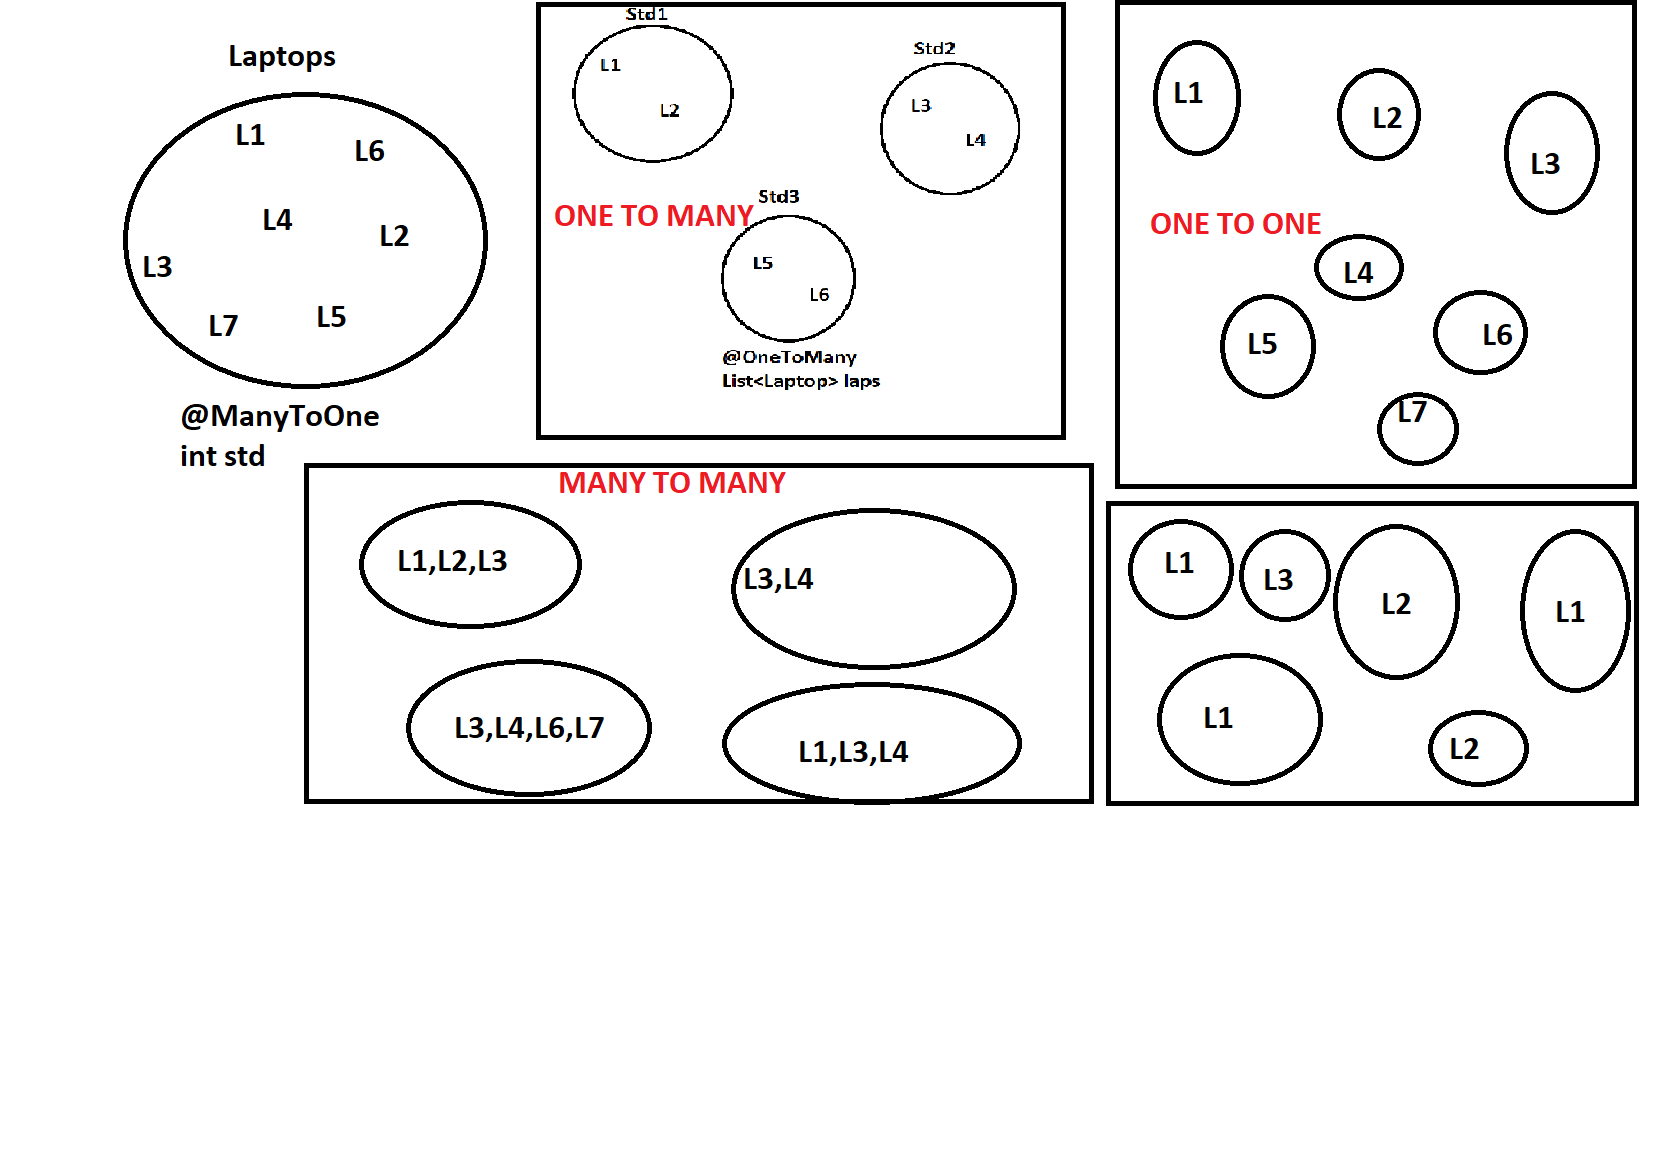 Laptops
L1
L6
L4
L2
L3
L7
L5
@ManyToOne
int std
Std1
L1
L2
Std2
L3
L4
ONE TO MANY
Std3
L5
L6
@OneToMany
List<Laptop> laps
L1
L2
L3
ONE TO ONE
L4
L5
L6
L7
MANY TO MANY
L1,L2,L3
L3,L4
L3,L4,L6,L7
L1,L3,L4
L1
L3
L2
L1
L1
L2